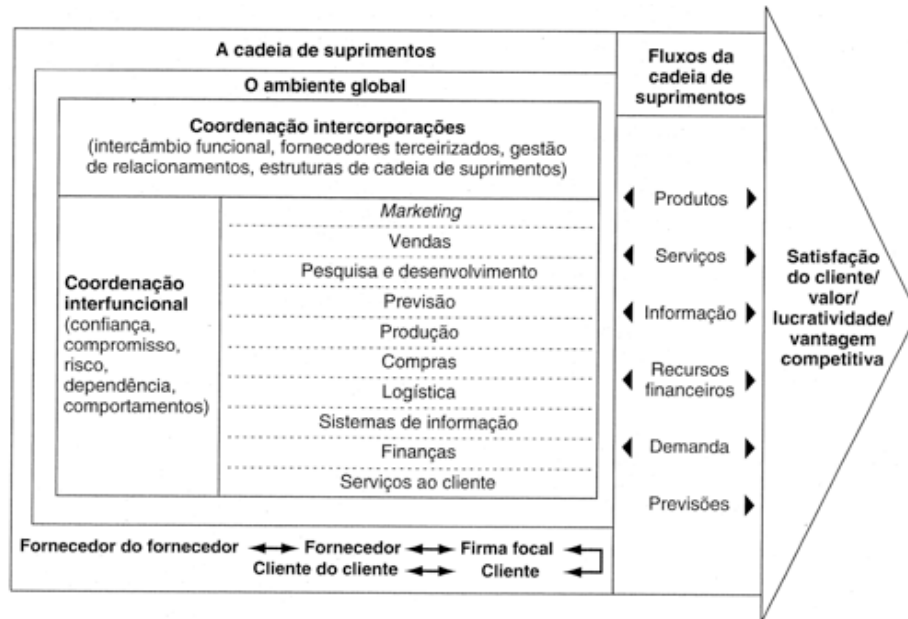 A cadeia de suprimentos
O ambiente global
Coordenação intercorporações
(intercâmbio funcional, fornecedores terceirizados, gestão
de relacionamentos, estruturas de cadeia de suprimentos)
Coordenação
interfuncional
(confiança,
compromisso,
risco,
dependência,
comportamentos)
Marketing
Vendas
Pesquisa e desenvolvimento
Previsão
Produção
Compras
Logística
Sistemas de informação
Finanças
Serviços ao cliente
Fornecedor do fornecedor Fornecedor Firma focal
Cliente do cliente Cliente
Fluxos da
cadeia de
suprimentos
Produtos
Serviços
Informação
Recursos
financeiros
Demanda
Previsões
Satisfação
do cliente/
valor/
lucratividade/
vantagem
competitiva